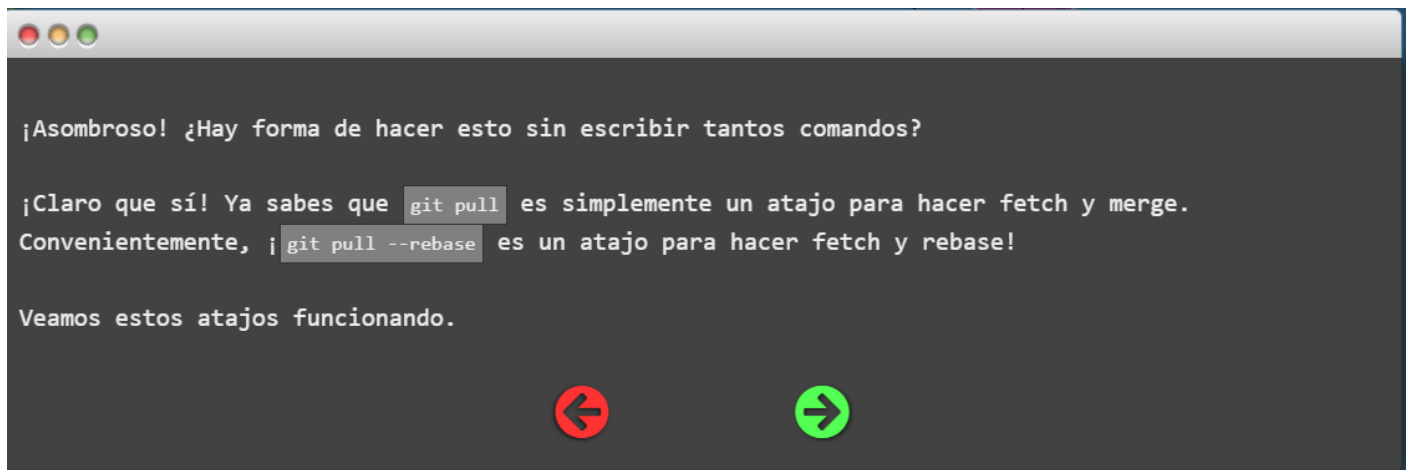 ¡Asombroso! ¿Hay forma de hacer esto sin escribir tantos comandos?
¡Claro que sí! Ya sabes que git pull es simplemente un atajo para hacer fetch y merge.
Convenientemente, ¡git pull --rebase es un atajo para hacer fetch y rebase!
Veamos estos atajos funcionando.